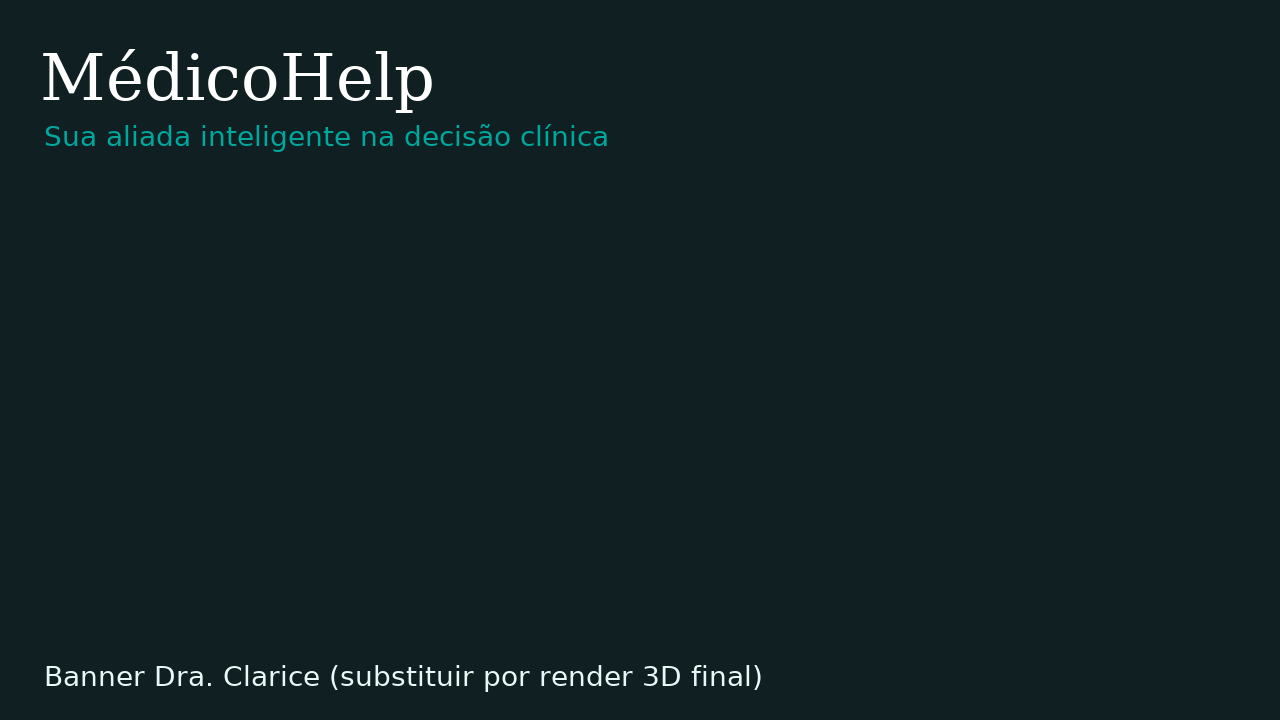 MédicoHelp
Sua aliada inteligente na decisão clínica
Banner Dra. Clarice (substituir por render 3D final)